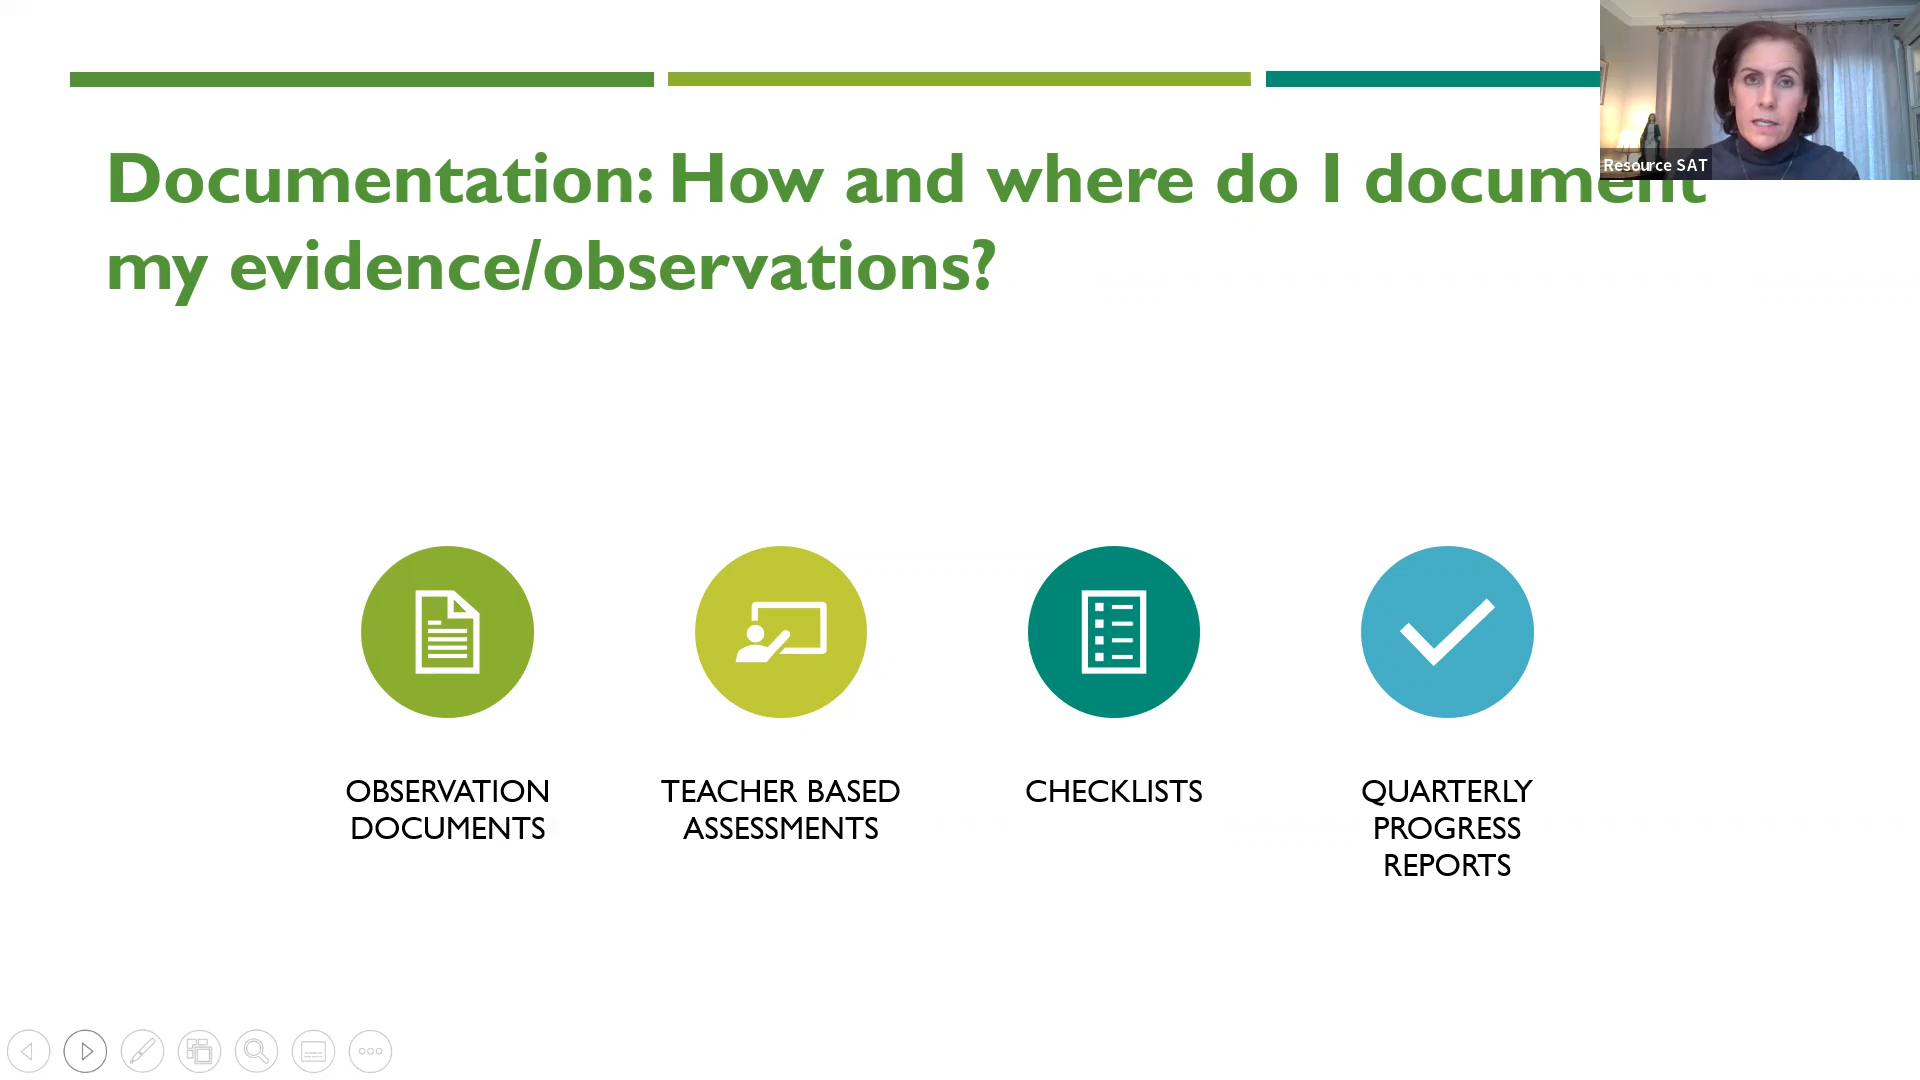 Documentation: How and where do I document
my evidence/observations?
Resource SAT
OBSERVATION
DOCUMENTS
TEACHER BASED
ASSESSMENTS
CHECKLISTS
QUARTERLY
PROGRESS
REPORTS